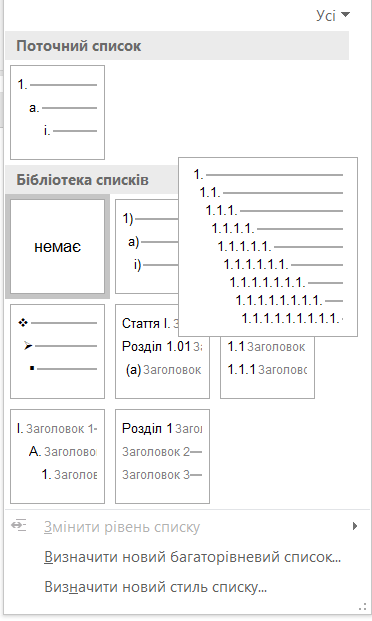 Усі
Поточний список
1.
a.
i.
Бібліотека списків
немає
1)
a)
i)
1.
1.1.
1.1.1.
1.1.1.1.
1.1.1.1.1.
1.1.1.1.1.1.
1.1.1.1.1.1.1.
1.1.1.1.1.1.1.1.
1.1.1.1.1.1.1.1.1.
Стаття I. З
Розділ 1.01 З
(a) Заголовок
1.1 Заголовок
1.1.1 Заголовок
I. Заголовок 1
A. Заголовок
1. Заголов
Розділ 1 Заголо
Заголовок 2
Заголовок 3
Змінити рівень списку
Визначити новий багаторівневий список...
Визначити новий стиль списку...